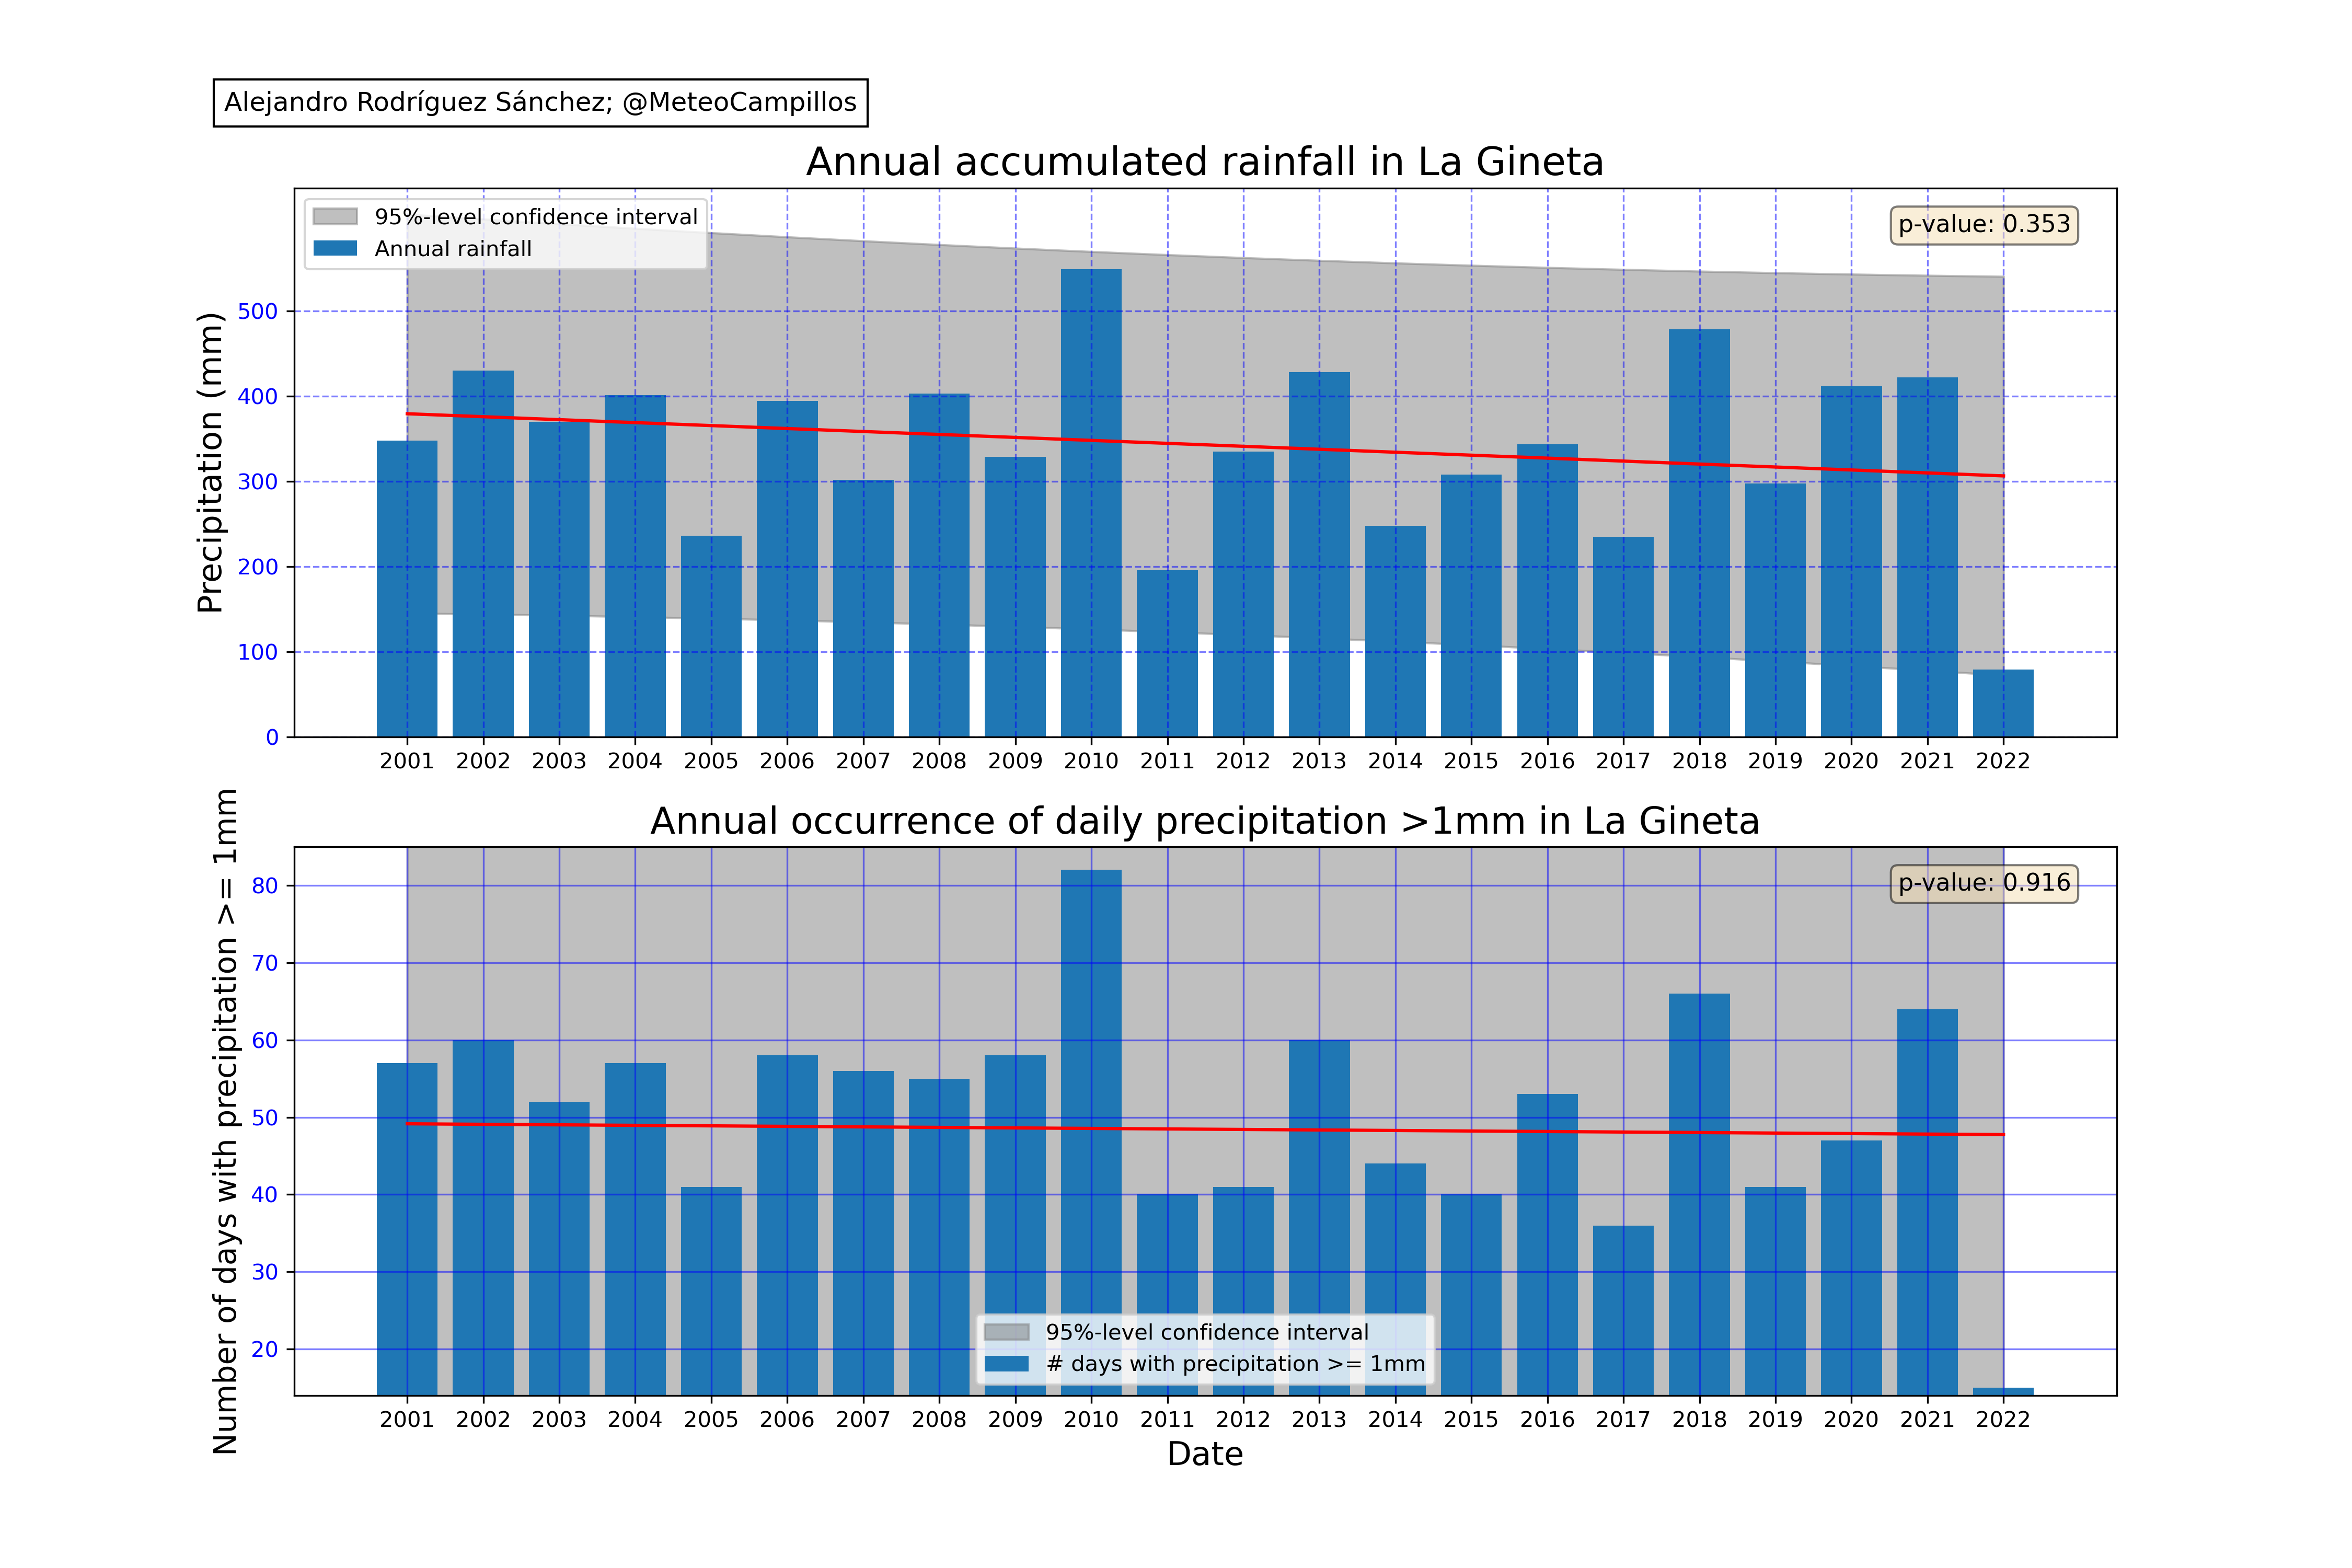 Alejandro Rodríguez Sánchez; @MeteoCampillos
Annual accumulated rainfall in La Gineta
95%-level confidence interval
Annual rainfall
p-value: 0.353
Precipitation (mm)
500
400
300
200
100
0
2001 2002 2003 2004 2005 2006 2007 2008 2009 2010 2011 2012 2013 2014 2015 2016 2017 2018 2019 2020 2021 2022
Annual occurrence of daily precipitation >1mm in La Gineta
p-value: 0.916
Number of days with precipitation >= 1mm
80
70
60
50
40
30
20
95%-level confidence interval
# days with precipitation >= 1mm
2001 2002 2003 2004 2005 2006 2007 2008 2009 2010 2011 2012 2013 2014 2015 2016 2017 2018 2019 2020 2021 2022
Date